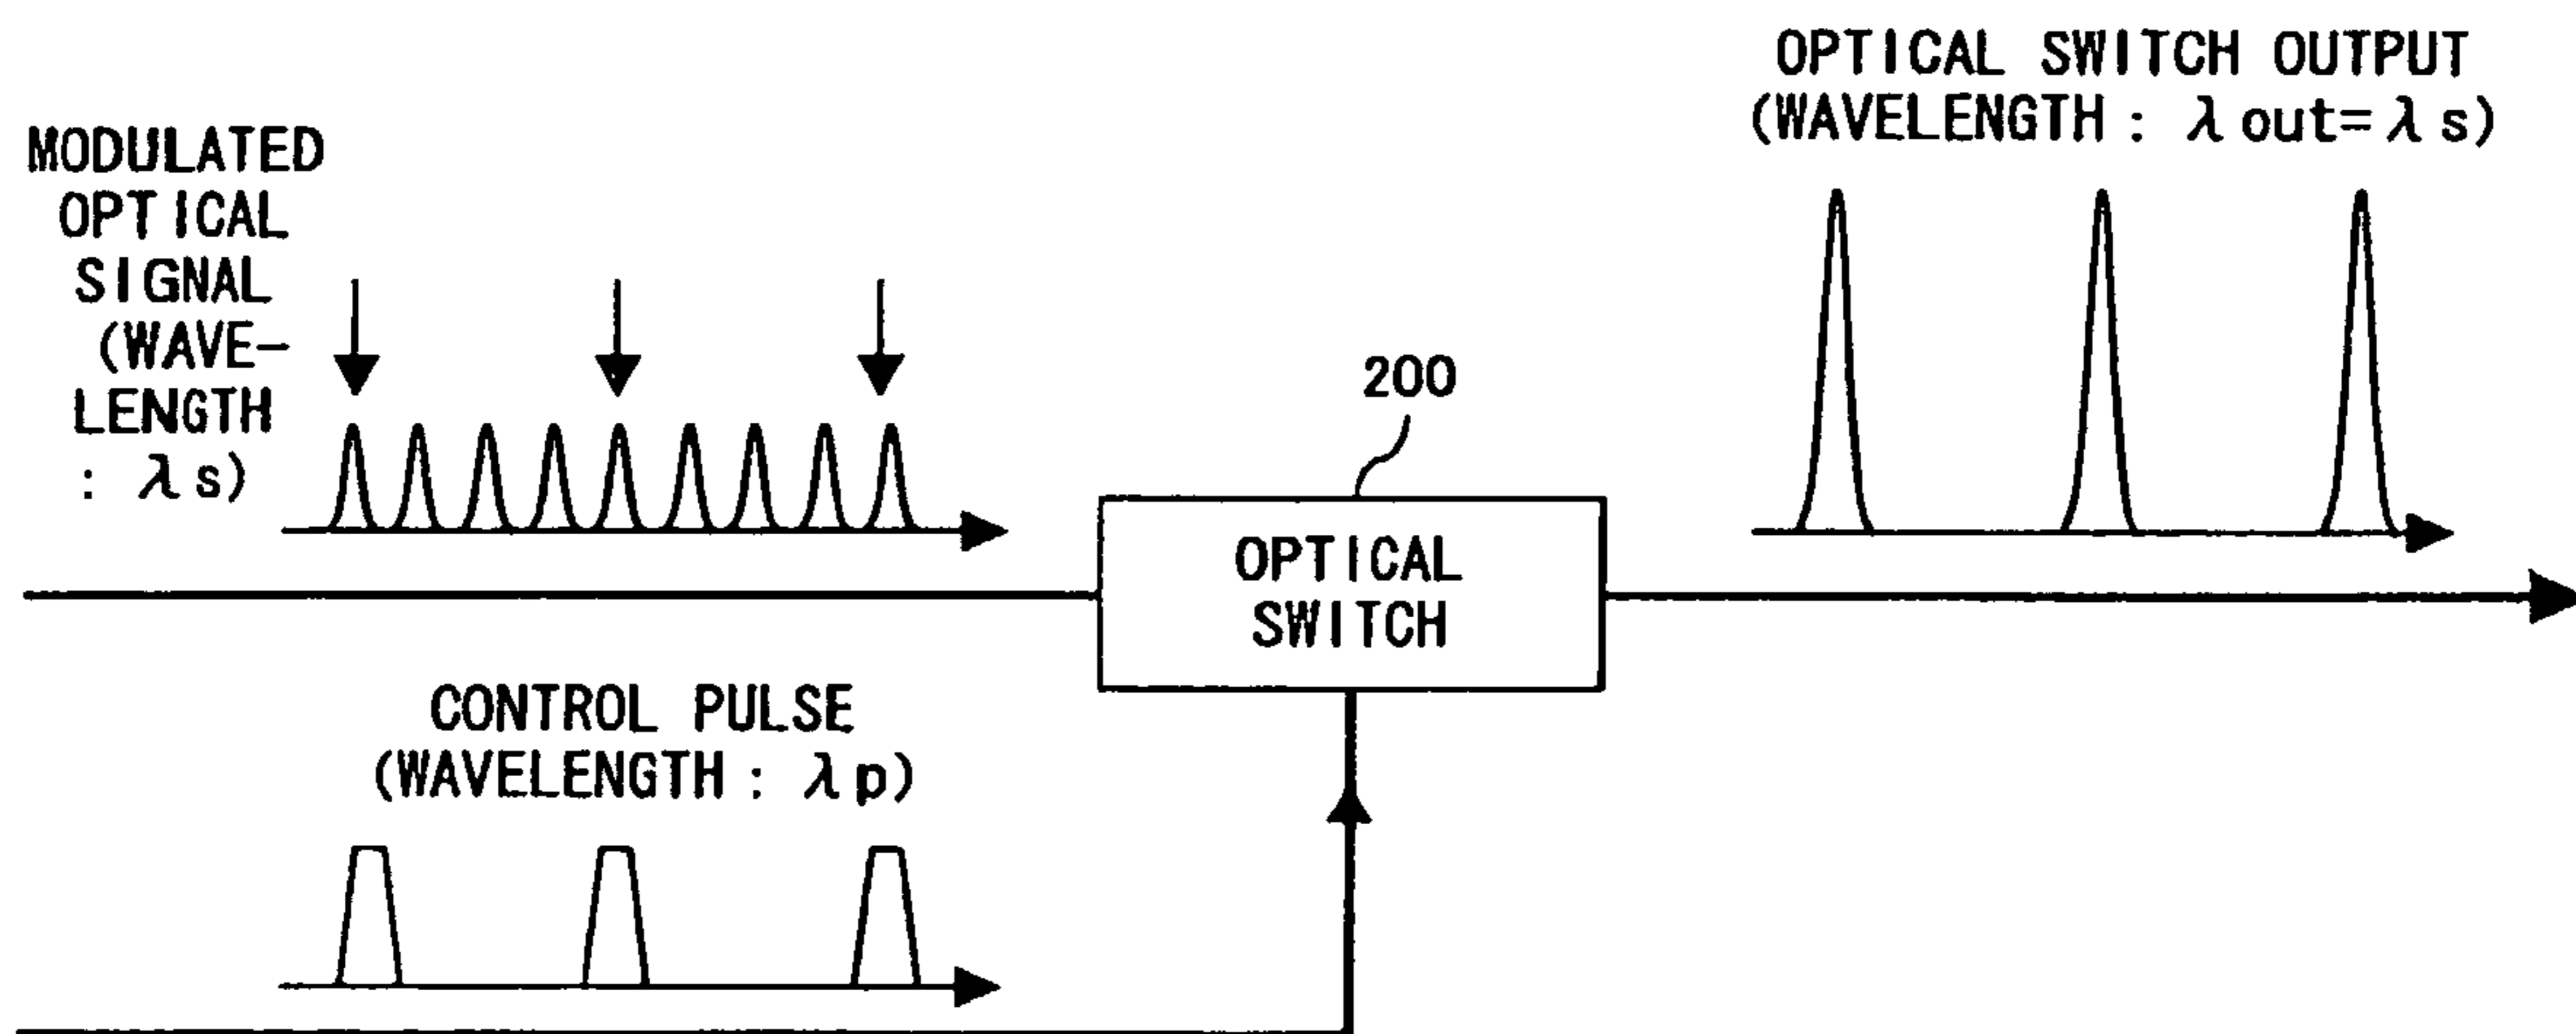 MODULATED
OPTICAL
SIGNAL
(WAVE-
LENGTH
: λs)
OPTICAL SWITCH OUTPUT
(WAVELENGTH : λout=λs)
200
OPTICAL
SWITCH
CONTROL PULSE
(WAVELENGTH : λp)